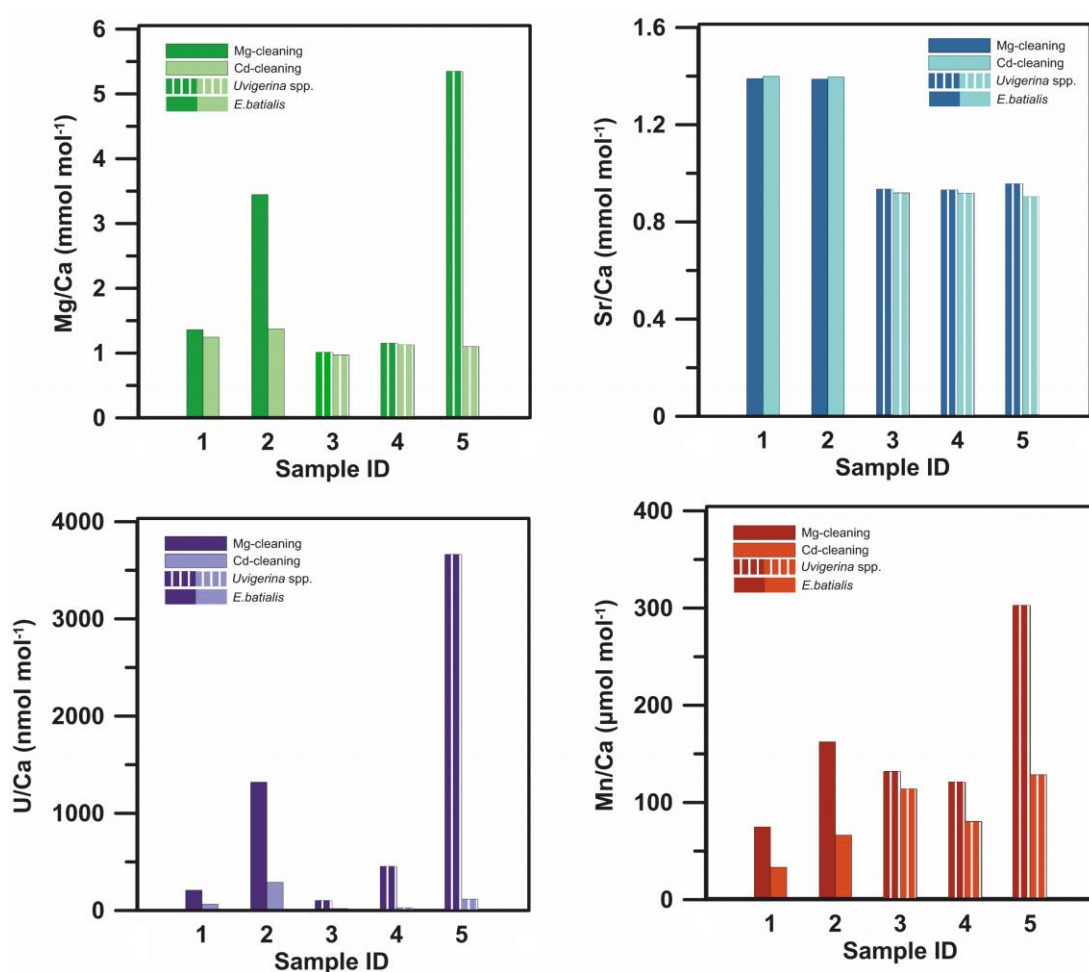 6
5
4
3
2
1
0
Mg/Ca (mmol mol⁻¹)
Mg-cleaning
Cd-cleaning
Uvigerina spp.
E.batialis
1 2 3 4 5
Sample ID
1.6
1.2
0.8
0.4
0
Sr/Ca (mmol mol⁻¹)
Mg-cleaning
Cd-cleaning
Uvigerina spp.
E.batialis
1 2 3 4 5
Sample ID
4000
3000
2000
1000
0
U/Ca (nmol mol⁻¹)
Mg-cleaning
Cd-cleaning
Uvigerina spp.
E.batialis
1 2 3 4 5
Sample ID
400
300
200
100
0
Mn/Ca (µmol mol⁻¹)
Mg-cleaning
Cd-cleaning
Uvigerina spp.
E.batialis
1 2 3 4 5
Sample ID